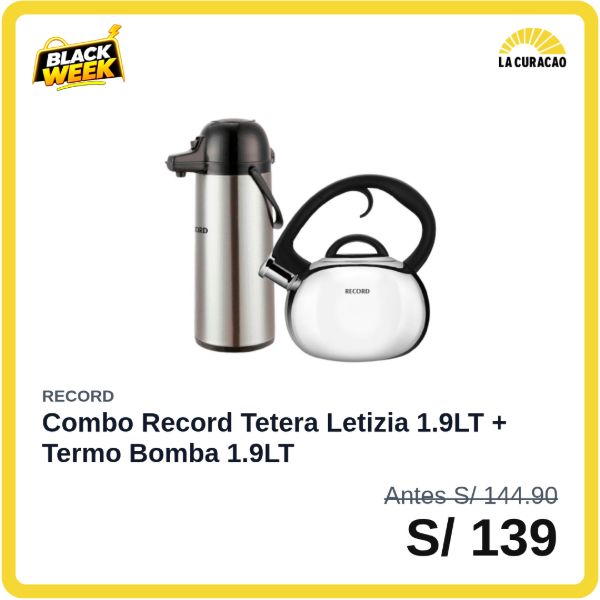 BLACK
WEEK
LA CURACAO
ORD
RECORD
RECORD
Combo Record Tetera Letizia 1.9LT +
Termo Bomba 1.9LT
Antes S/ 144.90
S/ 139